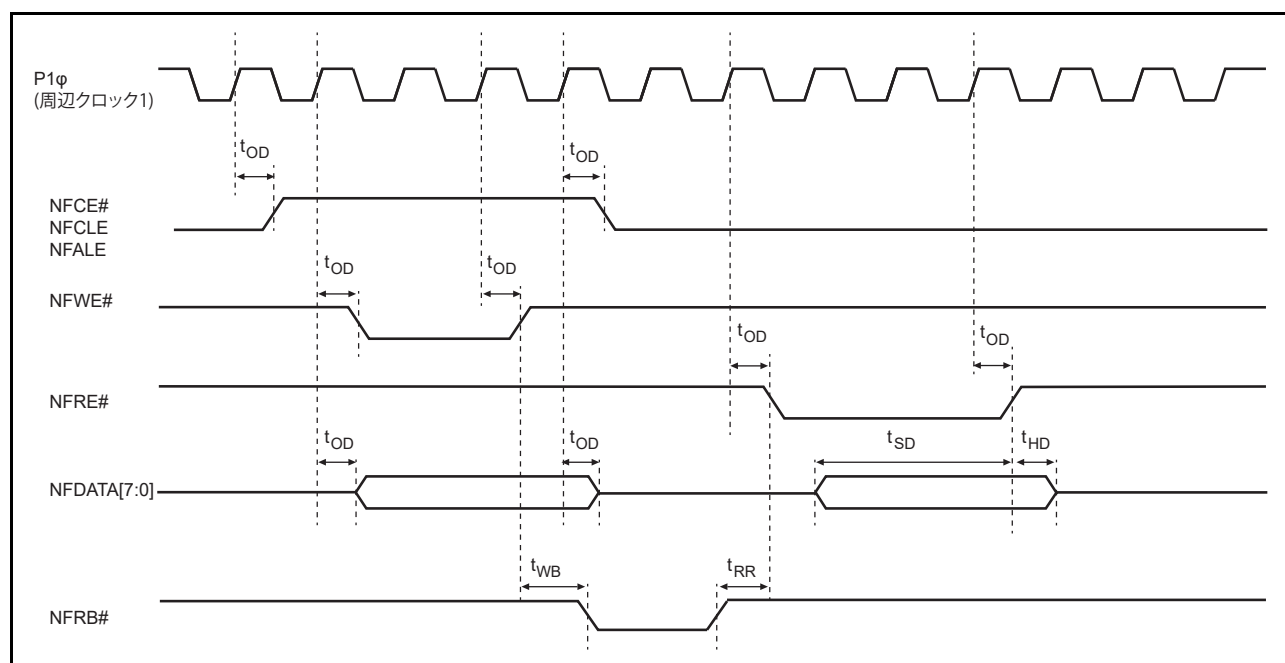 P1φ
(周辺クロック1)
tOD
tOD
NFCE#
NFCLE
NFALE
tOD
tOD
NFWE#
tOD
tOD
NFRE#
tOD
tOD
tSD
tHD
NFDATA[7:0]
tWB
tRR
NFRB#